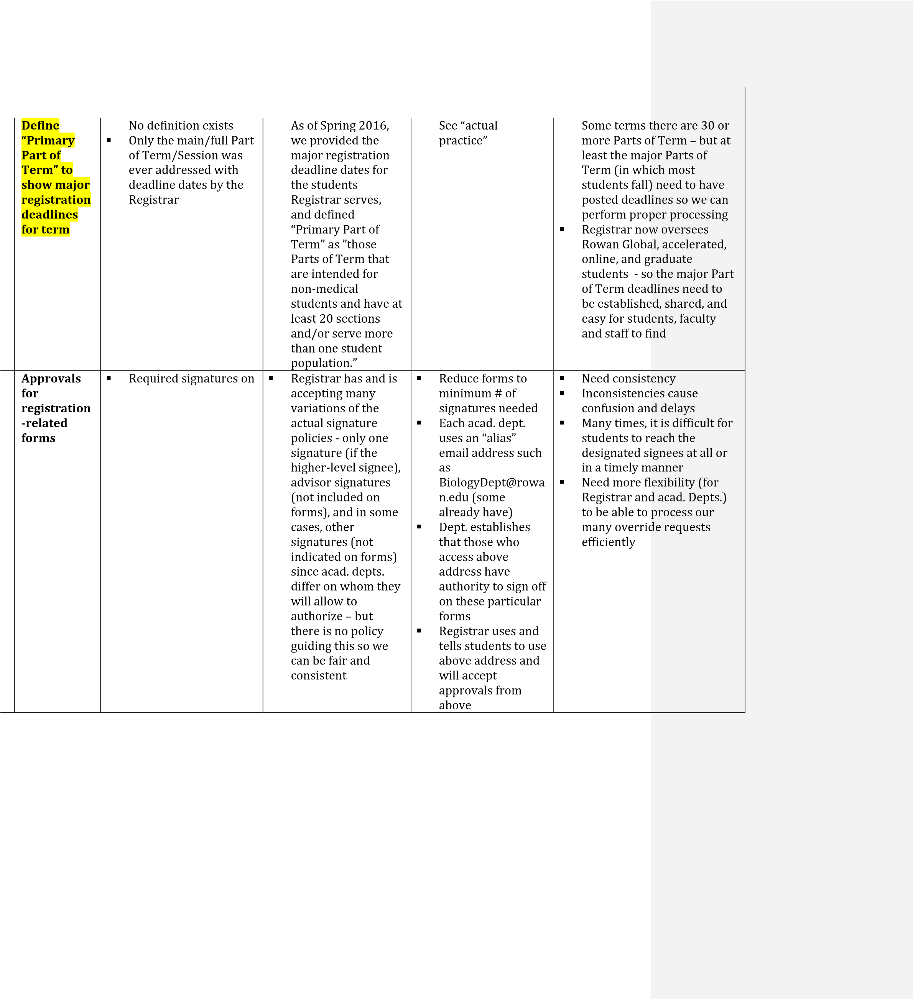 Define
“Primary
Part of
Term” to
show major
registration
deadlines
for term
No definition exists
▪ Only the main/full Part
of Term/Session was
ever addressed with
deadline dates by the
Registrar
As of Spring 2016,
we provided the
major registration
deadline dates for
the students
Registrar serves,
and defined
“Primary Part of
Term” as ”those
Parts of Term that
are intended for
non-medical
students and have at
least 20 sections
and/or serve more
than one student
population.”
See “actual
practice”
Some terms there are 30 or
more Parts of Term – but at
least the major Parts of
Term (in which most
students fall) need to have
posted deadlines so we can
perform proper processing
▪ Registrar now oversees
Rowan Global, accelerated,
online, and graduate
students  - so the major Part
of Term deadlines need to
be established, shared, and
easy for students, faculty
and staff to find
Approvals
for
registration
-related
forms
▪ Required signatures on
▪ Registrar has and is
accepting many
variations of the
actual signature
policies - only one
signature (if the
higher-level signee),
advisor signatures
(not included on
forms), and in some
cases, other
signatures (not
indicated on forms)
since acad. depts.
differ on whom they
will allow to
authorize – but
there is no policy
guiding this so we
can be fair and
consistent
▪ Reduce forms to
minimum # of
signatures needed
▪ Each acad. dept.
uses an “alias”
email address such
as
BiologyDept@rowa
n.edu (some
already have)
▪ Dept. establishes
that those who
access above
address have
authority to sign off
on these particular
forms
▪ Registrar uses and
tells students to use
above address and
will accept
approvals from
above
▪ Need consistency
▪ Inconsistencies cause
confusion and delays
▪ Many times, it is difficult for
students to reach the
designated signees at all or
in a timely manner
▪ Need more flexibility (for
Registrar and acad. Depts.)
to be able to process our
many override requests
efficiently